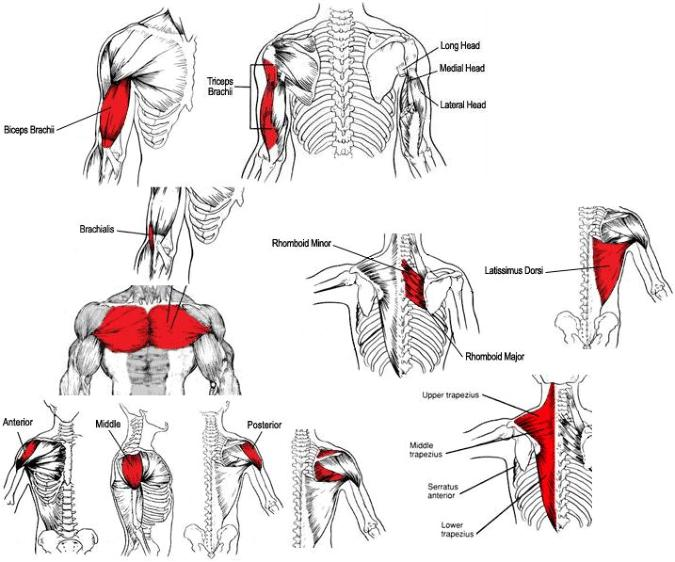 Long Head
Medial Head
Triceps
Brachii
Lateral Head
Biceps Brachii
Brachialis
Rhomboid Minor
Latissimus Dorsi
Rhomboid Major
Upper trapezius
Anterior
Middle
Posterior
Middle
trapezius
Serratus
anterior
Lower
trapezius